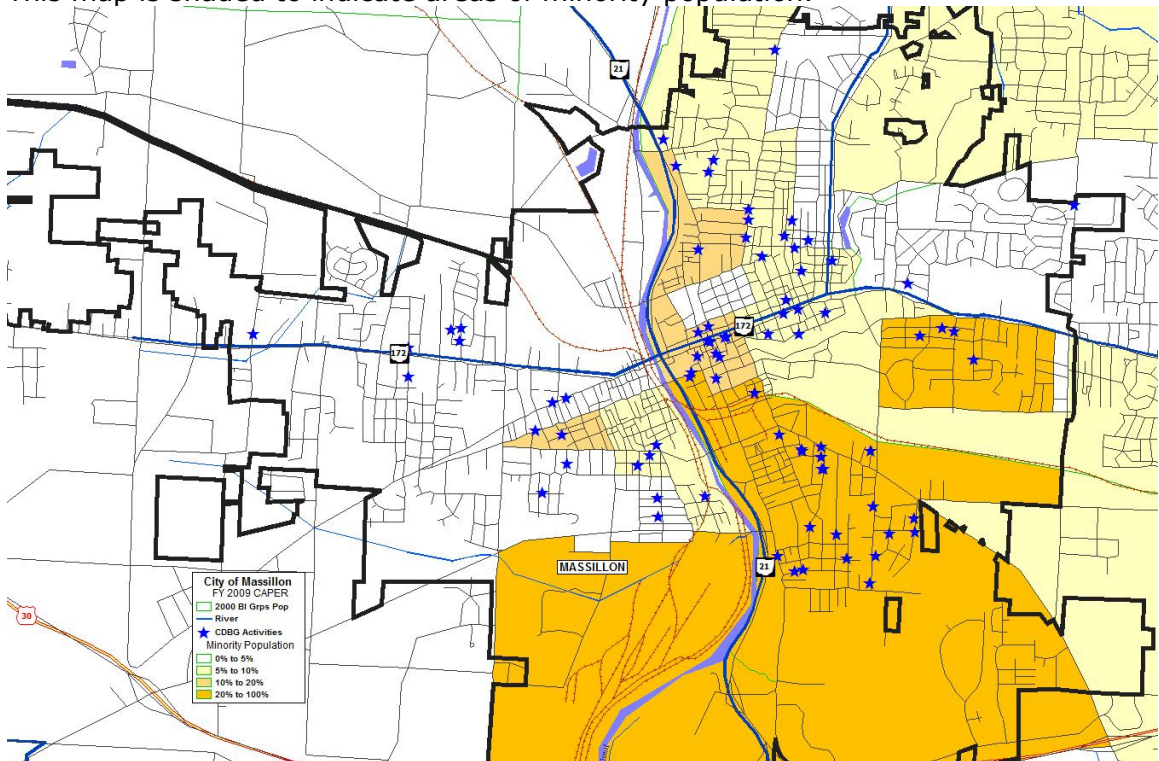 This map is shaded to indicate areas of minority population.
21
172
172
MASSILLON
21
30
City of Massillon
FY 2009 CAPER
2000 Bl Grps Pop
River
CDBG Activities
Minority Population
0% to 5%
5% to 10%
10% to 20%
20% to 100%